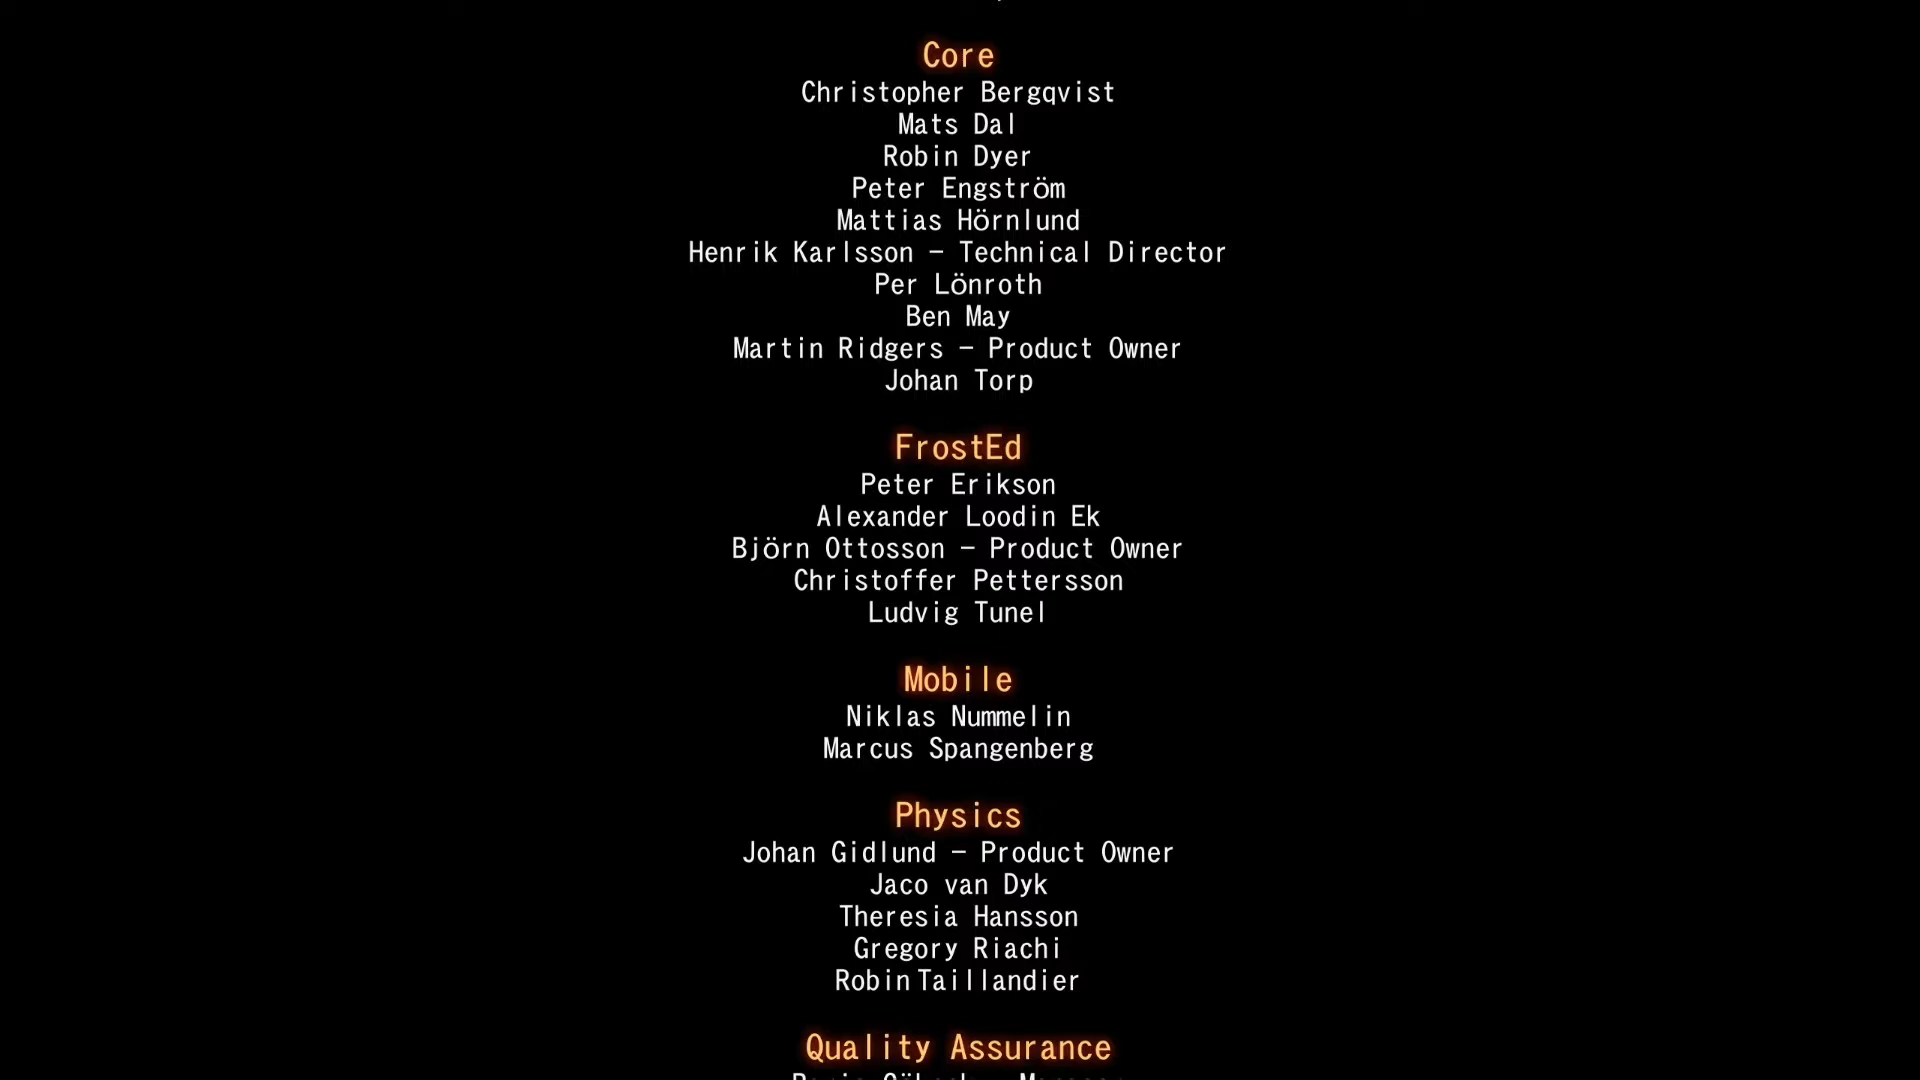 Core
Christopher Bergqvist
Mats Dal
Robin Dyer
Peter Engström
Mattias Hörnlund
Henrik Karlsson – Technical Director
Per Lönroth
Ben May
Martin Ridgers – Product Owner
Johan Torp
FrostEd
Peter Erikson
Alexander Loodin Ek
Björn Ottosson – Product Owner
Christoffer Pettersson
Ludvig Tunel
Mobile
Niklas Nummelin
Marcus Spangenberg
Physics
Johan Gidlund – Product Owner
Jaco van Dyk
Theresia Hansson
Gregory Riachi
Robin Taillandier
Quality Assurance